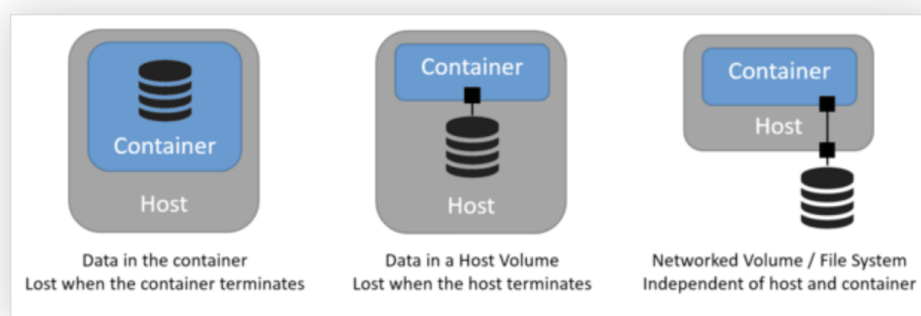 Container
Host
Data in the container
Lost when the container terminates
Container
Host
Data in a Host Volume
Lost when the host terminates
Container
Host
Networked Volume / File System
Independent of host and container